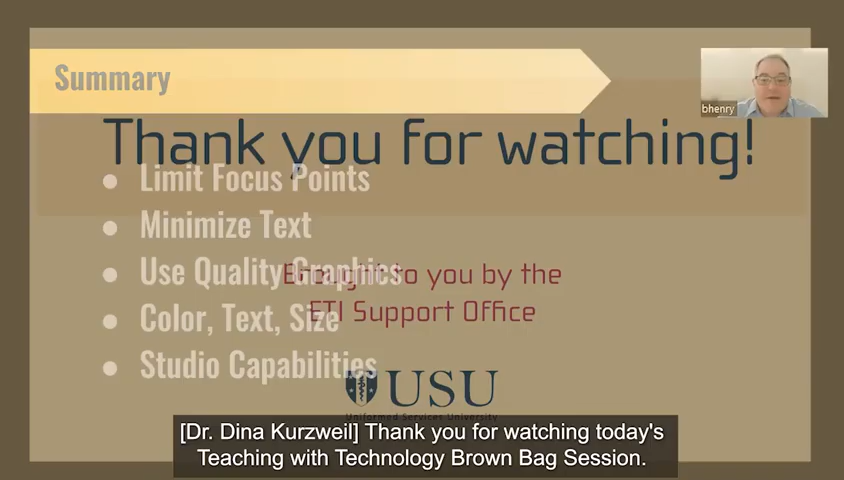 Summary
bhenry
Thank you for watching!
● Limit Focus Points
● Minimize Text
● Use Quality Graphics
Brought to you by the
● Color, Text, Size
ETI Support Office
● Studio Capabilities
USU
Uniformed Services University
[Dr. Dina Kurzweil] Thank you for watching today's
Teaching with Technology Brown Bag Session.